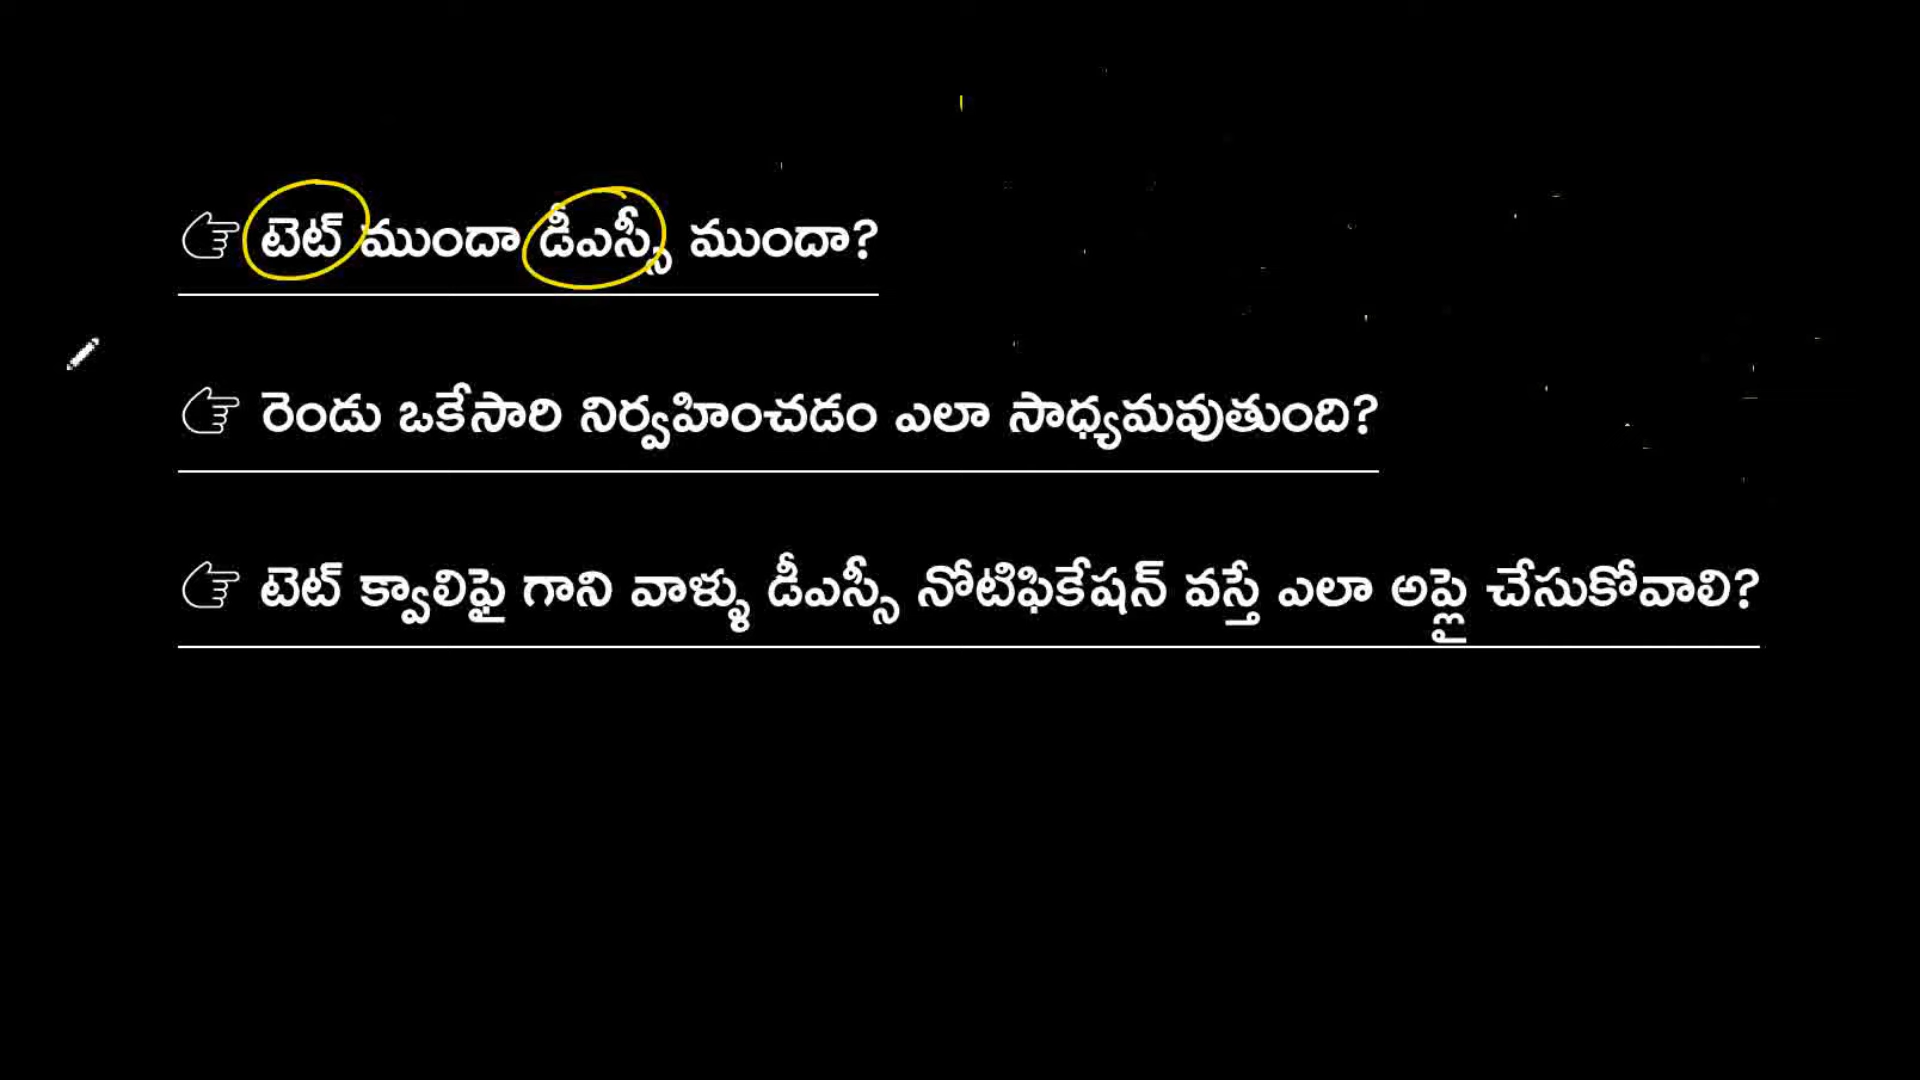 👉 టెట్ ముందా డీఎస్సీ ముందా?
👉 రెండు ఒకేసారి నిర్వహించడం ఎలా సాధ్యమవుతుంది?
👉 టెట్ క్వాలిఫై గాని వాళ్ళు డీఎస్సీ నోటిఫికేషన్ వస్తే ఎలా అప్లై చేసుకోవాలి?